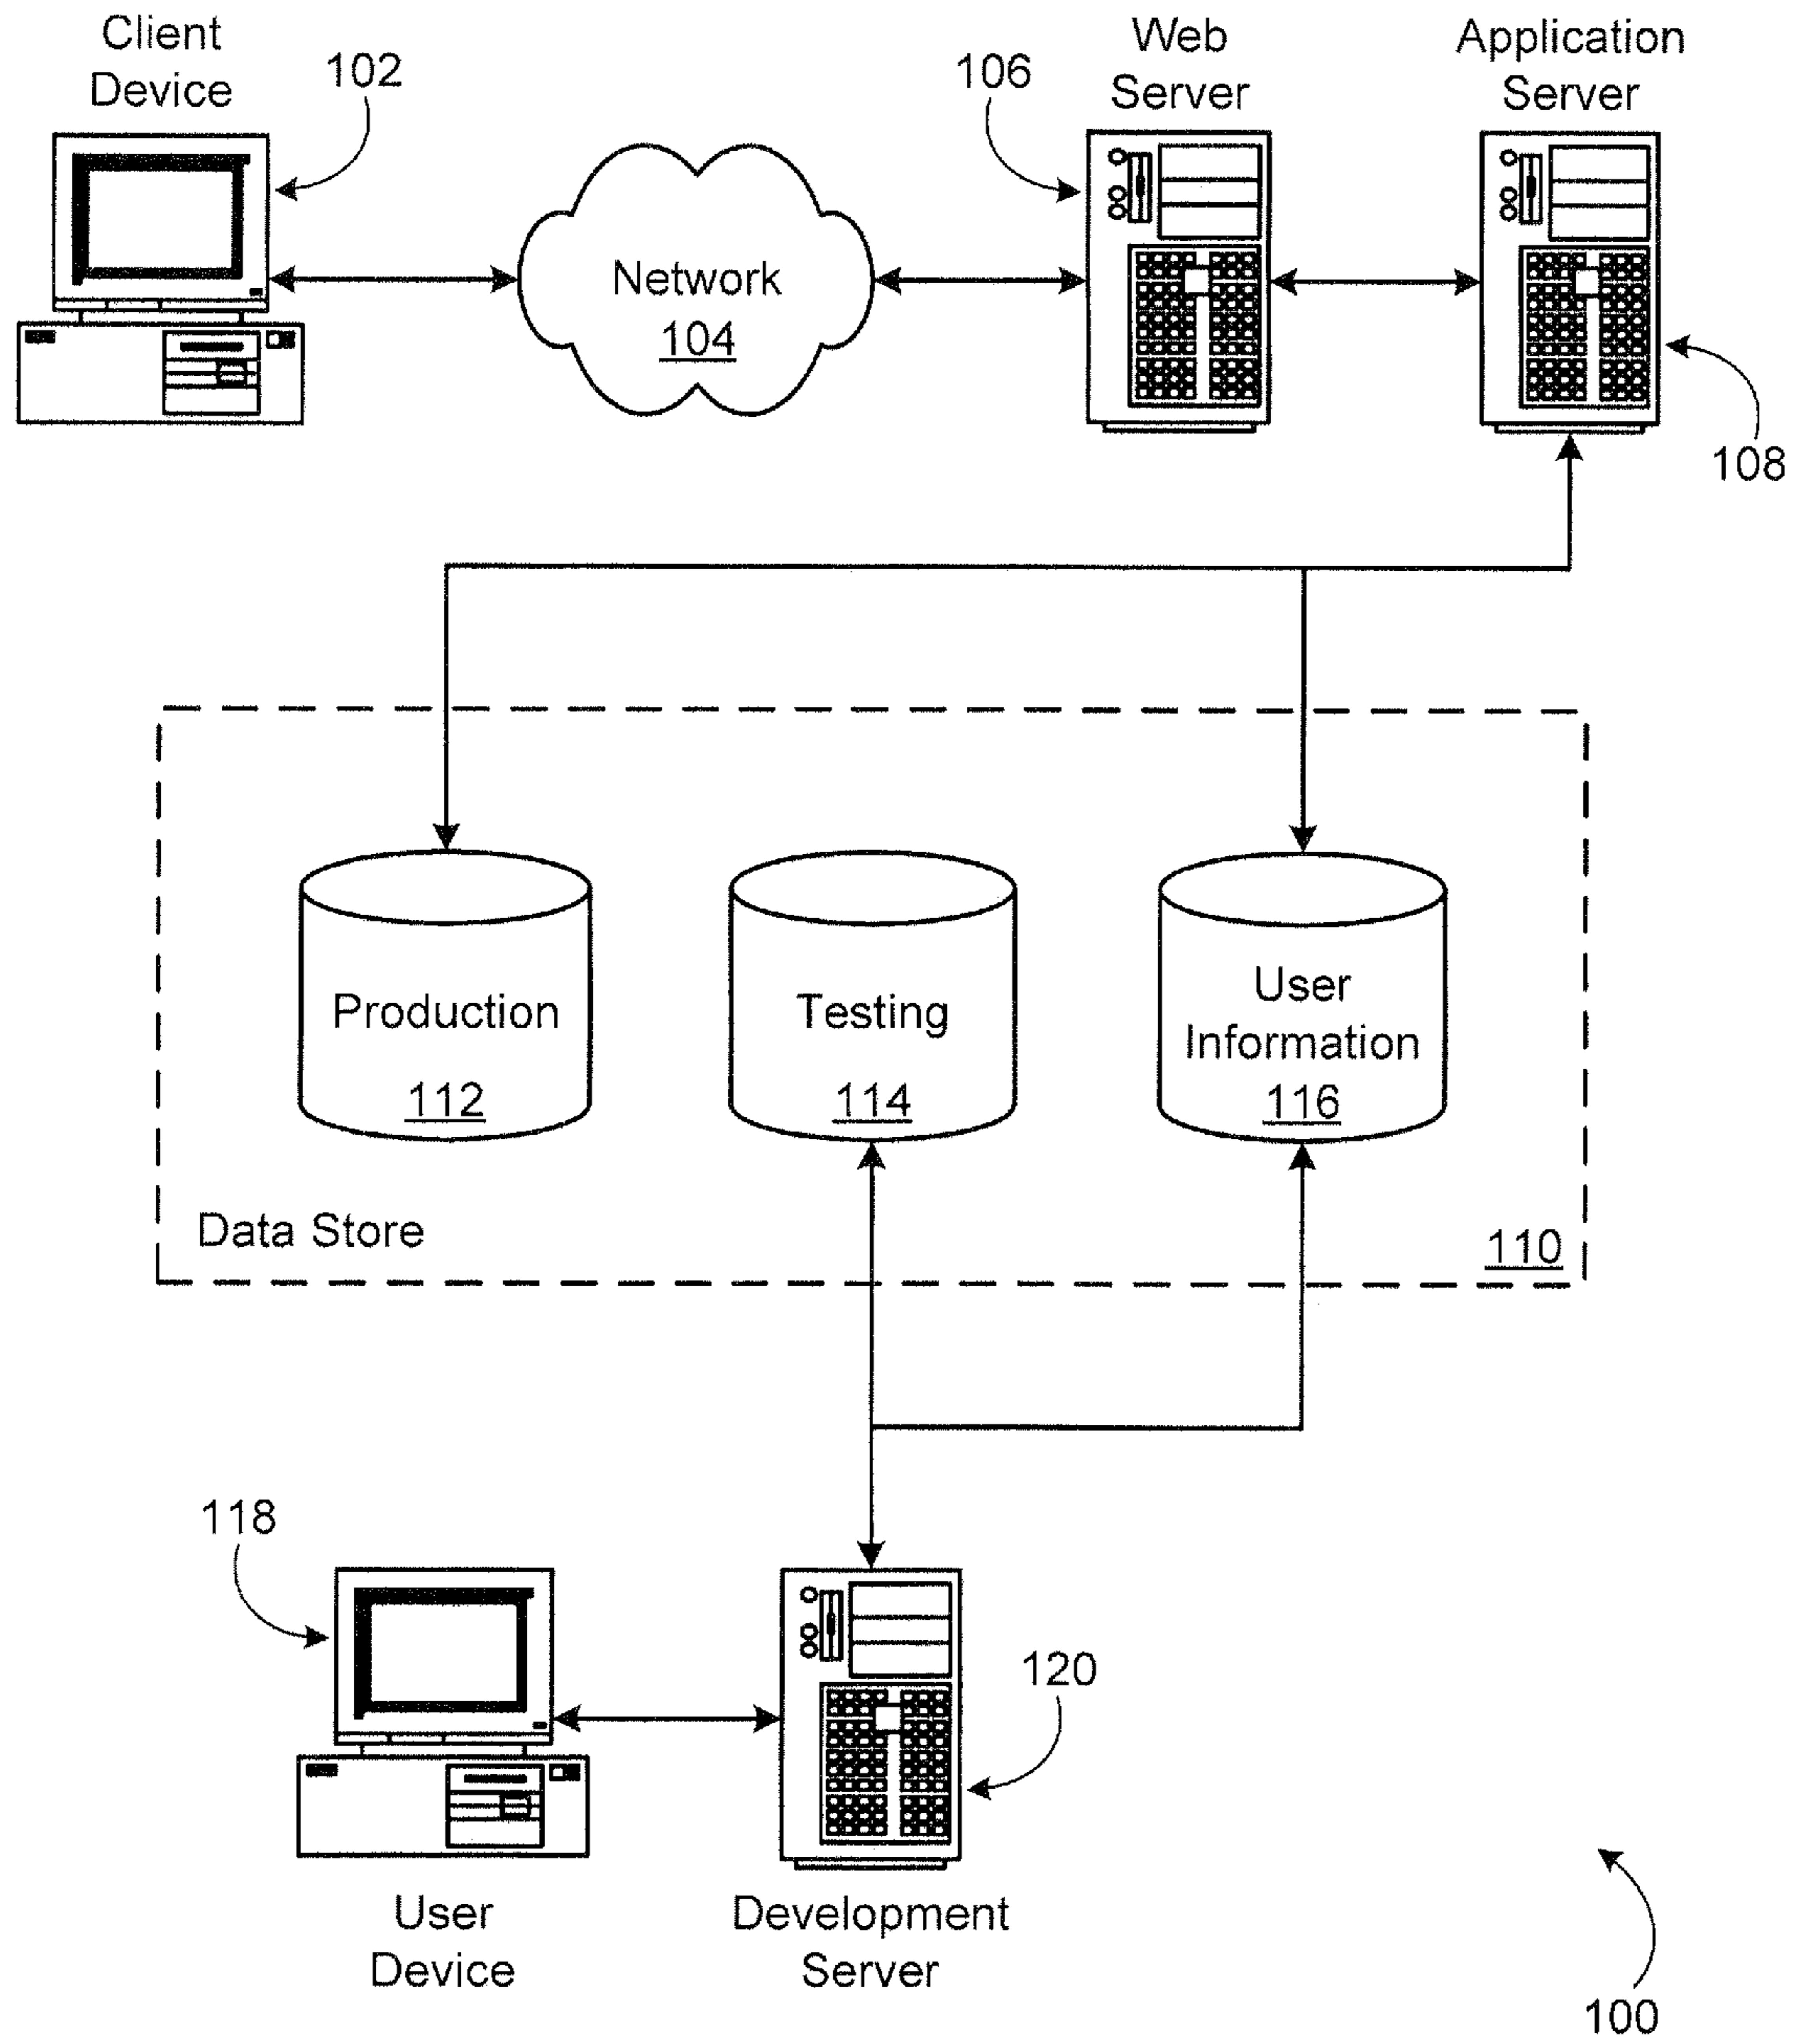 Client
Device
102
Network
104
106
Web
Server
Application
Server
108
Production
112
Testing
114
User
Information
116
Data Store
110
118
User
Device
120
Development
Server
100